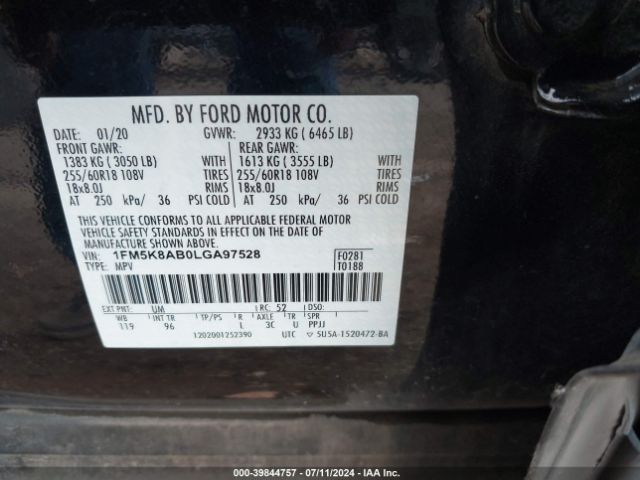 MFD. BY FORD MOTOR CO.
DATE: 01/20 GVWR: 2933 KG ( 6465 LB)
FRONT GAWR: REAR GAWR:
1383 KG ( 3050 LB) WITH 1613 KG ( 3555 LB) WITH
255/60R18 108V TIRES 255/60R18 108V TIRES
18x8.0J RIMS 18x8.0J RIMS
AT 250 kPa/ 36 PSI COLD AT 250 kPa/ 36 PSI COLD
THIS VEHICLE CONFORMS TO ALL APPLICABLE FEDERAL MOTOR
VEHICLE SAFETY, BUMPER, AND THEFT PREVENTION STANDARDS IN EFFECT
ON THE DATE OF MANUFACTURE SHOWN ABOVE.
VIN: 1FM5K8AB0LGA97528 F0281
TYPE: MPV T0188
EXT PNT: UM RC: 52 DSO:
WB INT TR TP/PS R AXLE TR SPR
119 96 L 3C U PPJJ
1202001252390 UTC 5U5A-1520472-BA
000-39844757 - 07/11/2024 - IAA Inc.